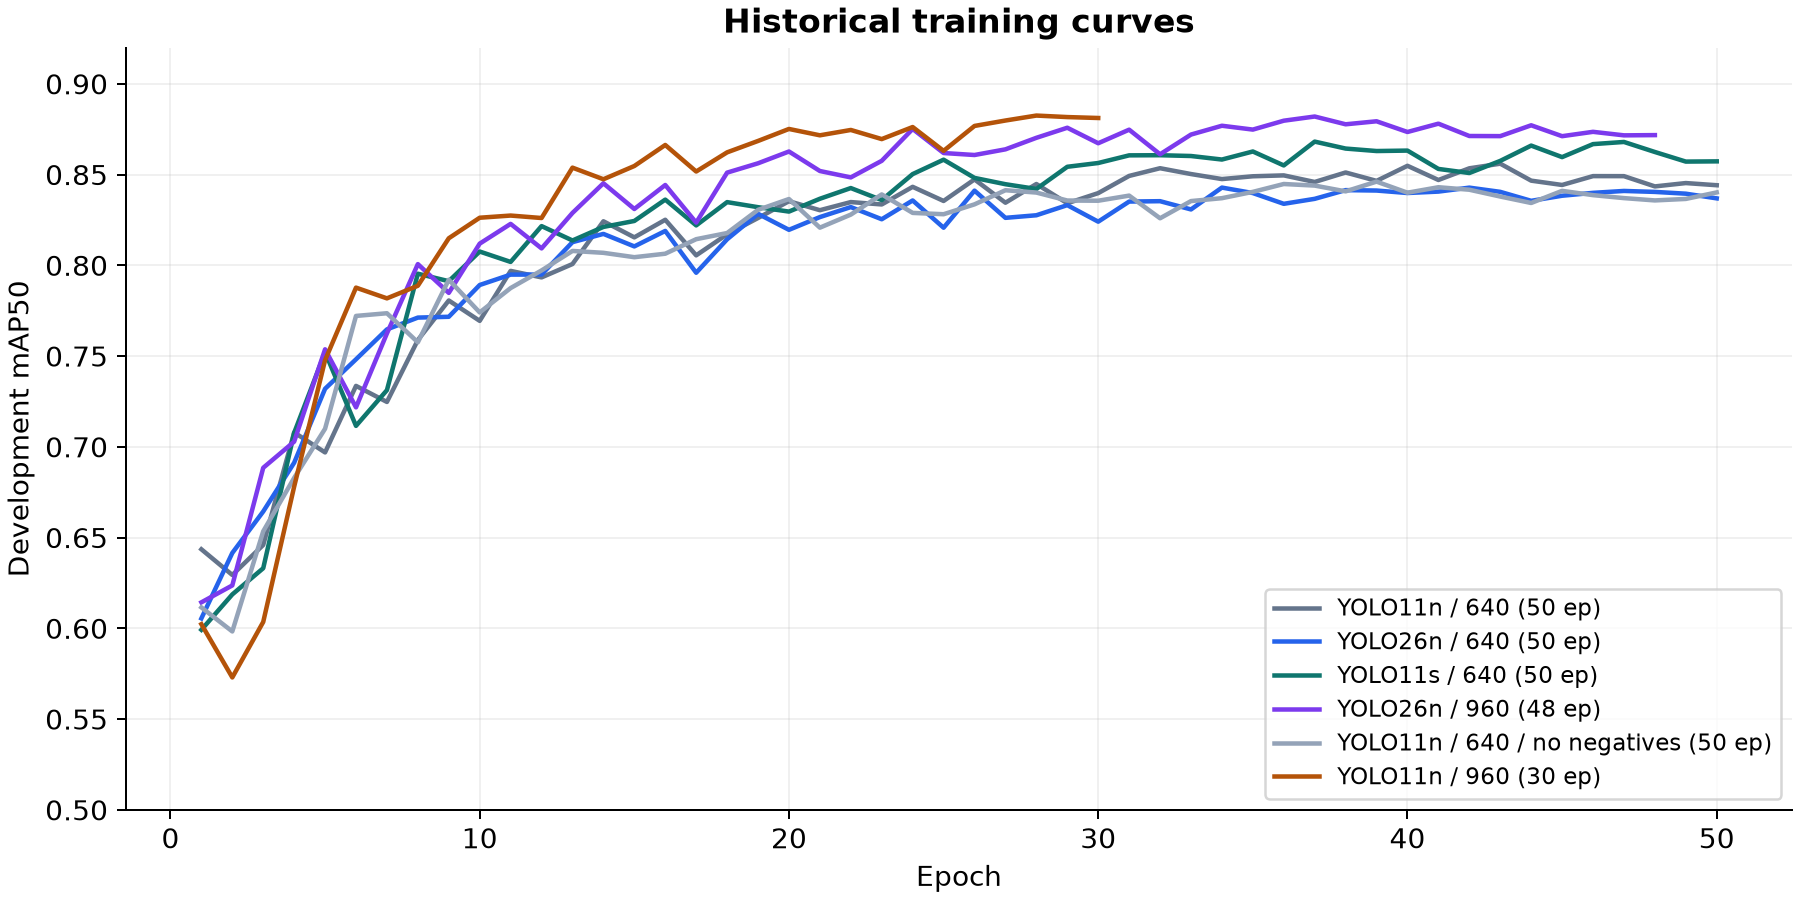 Historical training curves
0.90
0.85
0.80
0.75
0.70
0.65
0.60
0.55
0.50
Development mAP50
0 10 20 30 40 50
Epoch
YOLO11n / 640 (50 ep)
YOLO26n / 640 (50 ep)
YOLO11s / 640 (50 ep)
YOLO26n / 960 (48 ep)
YOLO11n / 640 / no negatives (50 ep)
YOLO11n / 960 (30 ep)